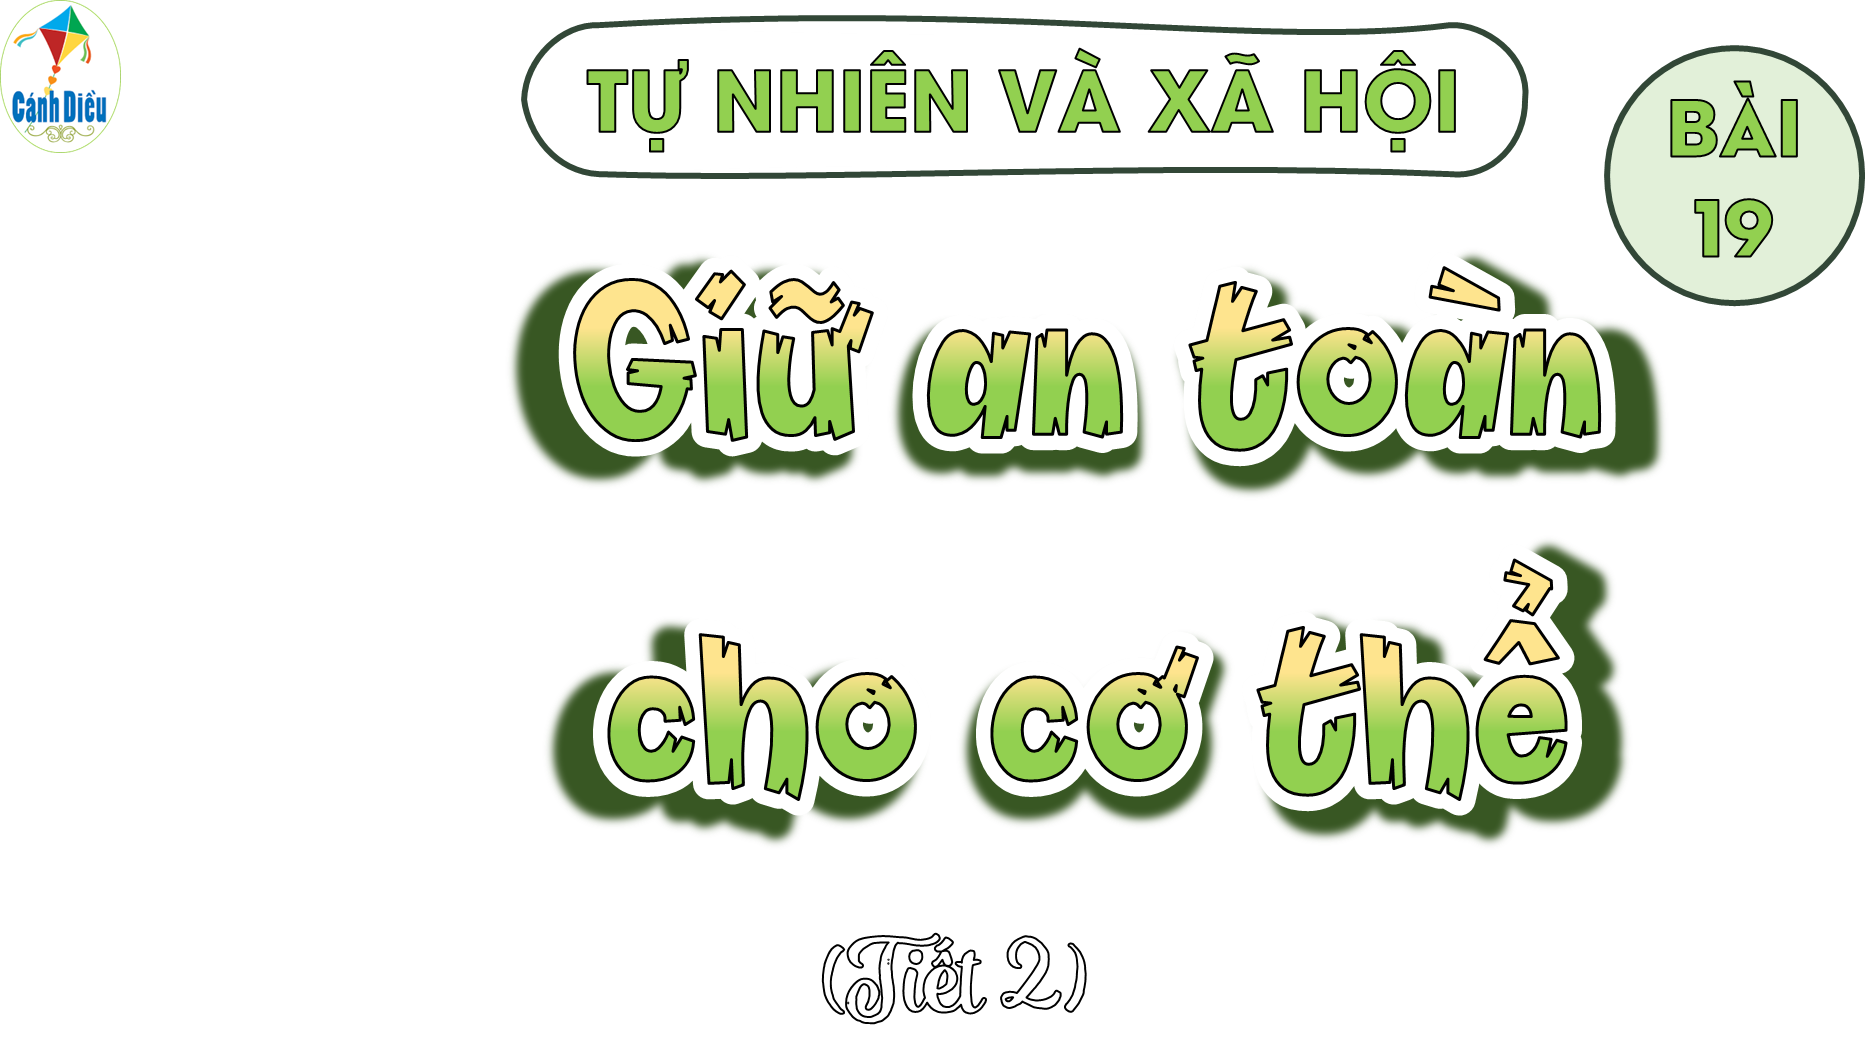 Cánh Diều
TỰ NHIÊN VÀ XÃ HỘI
BÀI
19
Giữ an toàn
cho cơ thể
(Tiết 2)